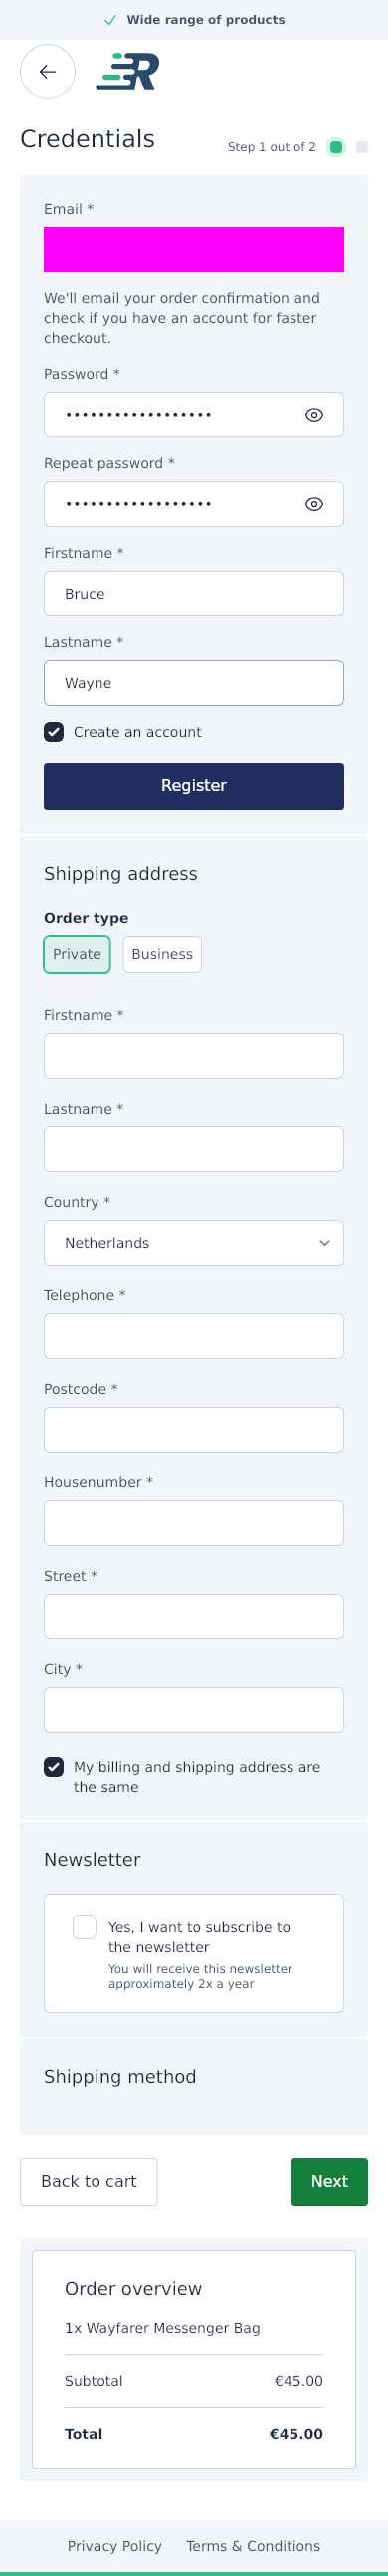 Wide range of products
R
Credentials
Step 1 out of 2
Email *
We'll email your order confirmation and
check if you have an account for faster
checkout.
Password *
••••••••••••••••••
Repeat password *
••••••••••••••••••
Firstname *
Bruce
Lastname *
Wayne
Create an account
Register
Shipping address
Order type
Private Business
Firstname *
Lastname *
Country *
Netherlands
Telephone *
Postcode *
Housenumber *
Street *
City *
My billing and shipping address are
the same
Newsletter
Yes, I want to subscribe to
the newsletter
You will receive this newsletter
approximately 2x a year
Shipping method
Back to cart Next
Order overview
1x Wayfarer Messenger Bag
Subtotal €45.00
Total €45.00
Privacy Policy Terms & Conditions